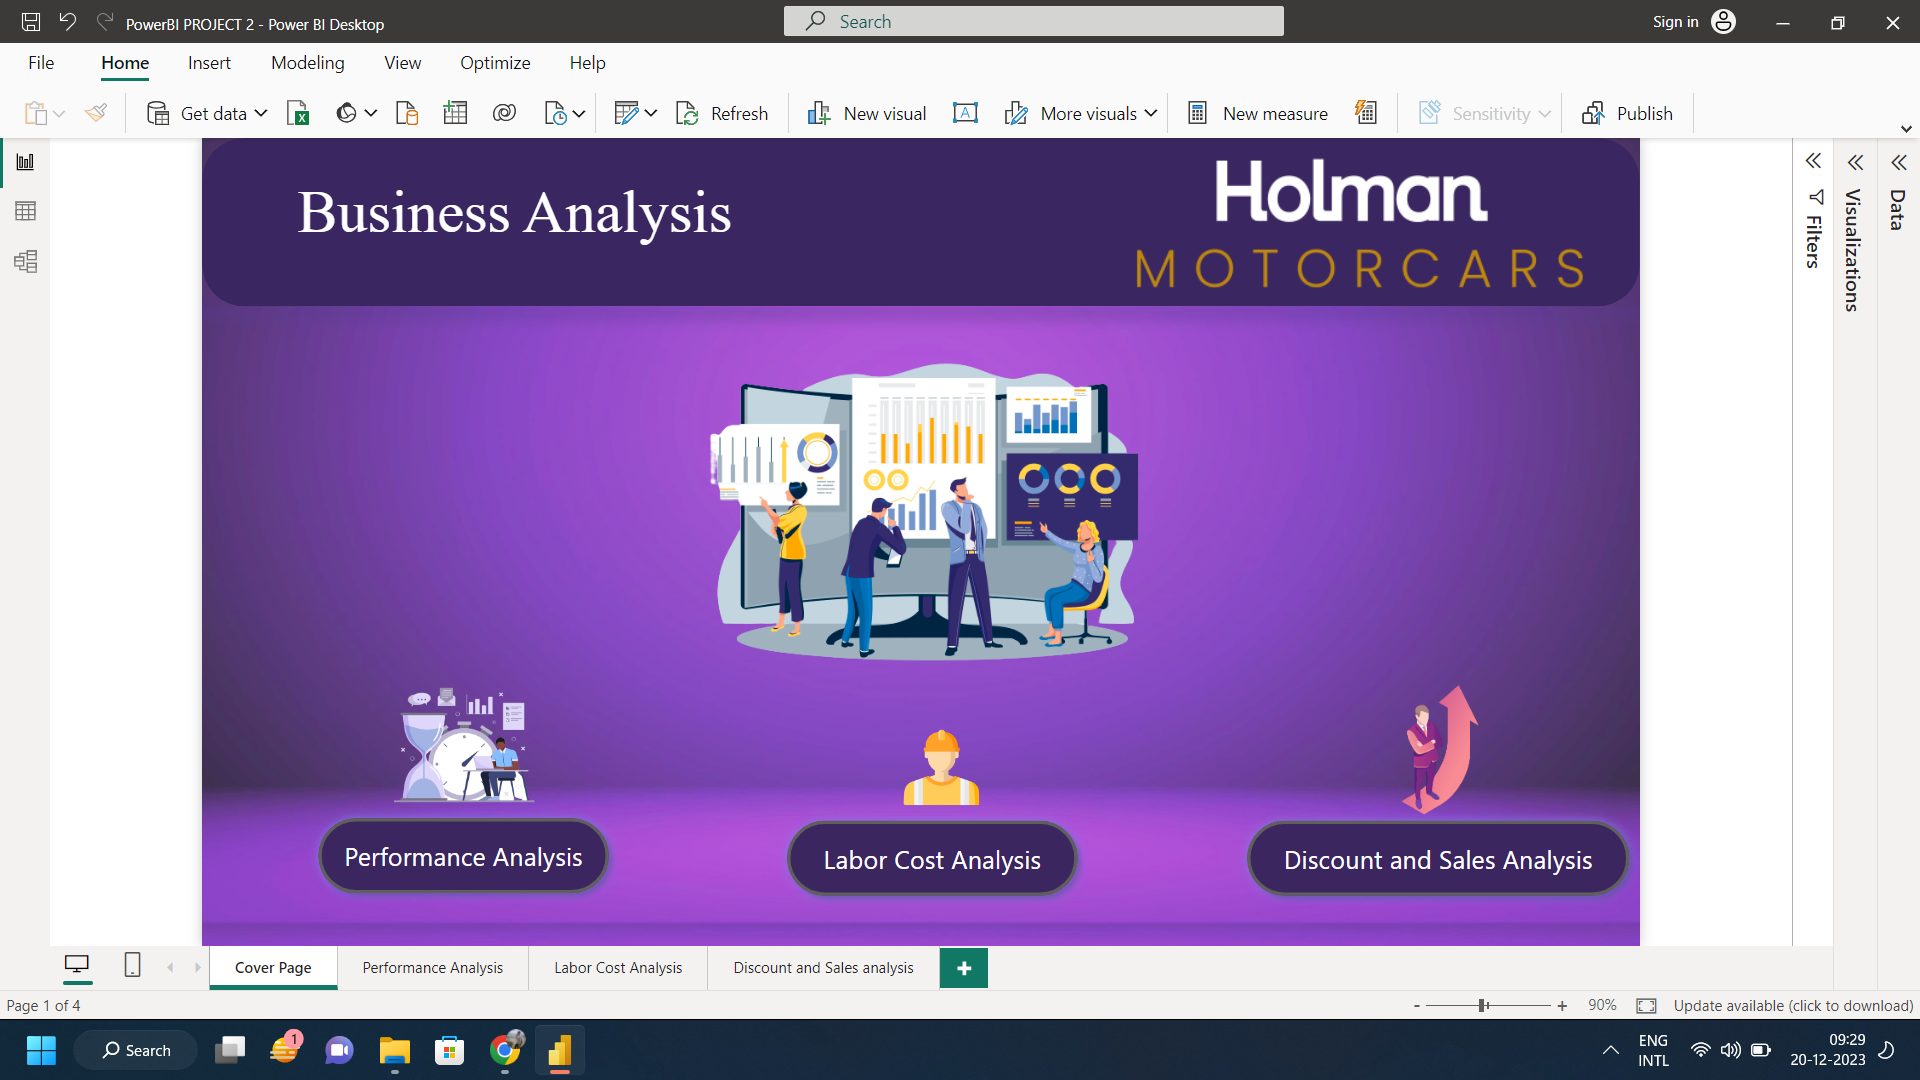 PowerBI PROJECT 2 - Power BI Desktop
Search
Sign in
File Home Insert Modeling View Optimize Help
Get data Refresh New visual A More visuals New measure Sensitivity Publish
Business Analysis
Holman
MOTORCARS
Filters
Visualizations
Data
Performance Analysis
Labor Cost Analysis
Discount and Sales Analysis
Cover Page Performance Analysis Labor Cost Analysis Discount and Sales analysis +
Page 1 of 4
- + 90% Update available (click to download)
Search
1
ENG
INTL
09:29
20-12-2023